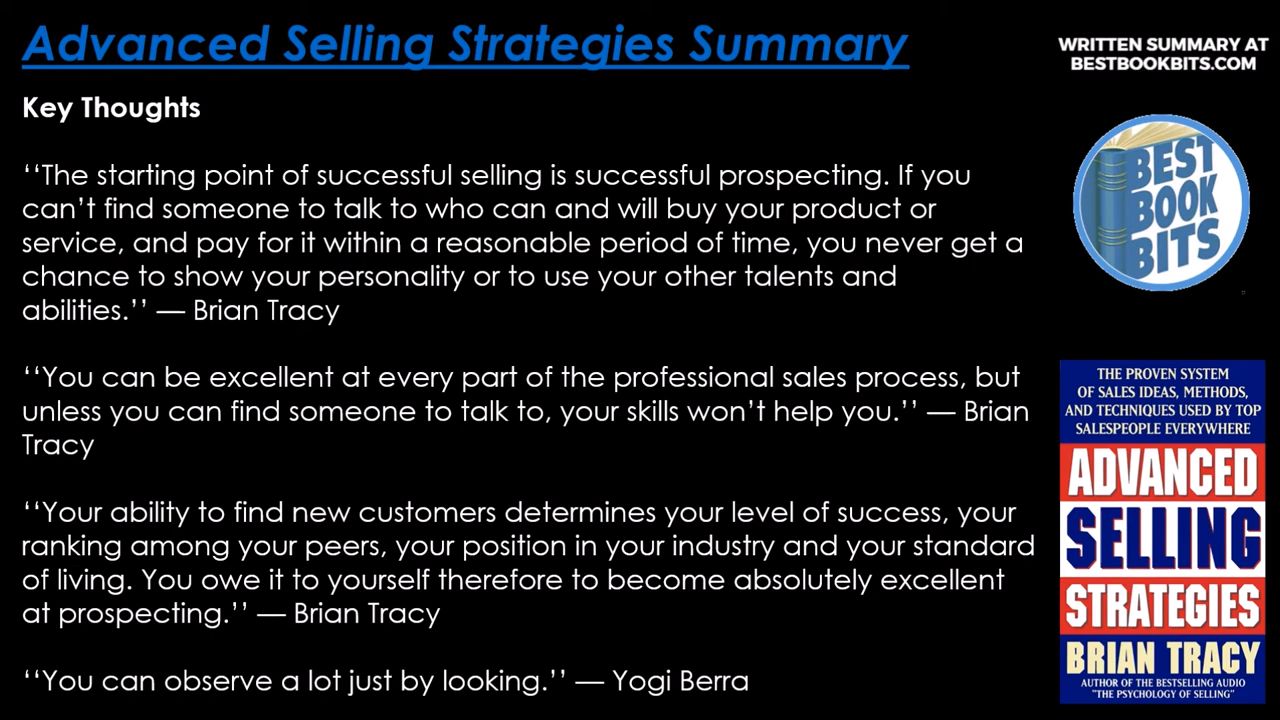 Advanced Selling Strategies Summary
WRITTEN SUMMARY AT
BESTBOOKBITS.COM
Key Thoughts
‘‘The starting point of successful selling is successful prospecting. If you
can’t find someone to talk to who can and will buy your product or
service, and pay for it within a reasonable period of time, you never get a
chance to show your personality or to use your other talents and
abilities.’’ — Brian Tracy
‘‘You can be excellent at every part of the professional sales process, but
unless you can find someone to talk to, your skills won’t help you.’’ — Brian
Tracy
‘‘Your ability to find new customers determines your level of success, your
ranking among your peers, your position in your industry and your standard
of living. You owe it to yourself therefore to become absolutely excellent
at prospecting.’’ — Brian Tracy
‘‘You can observe a lot just by looking.’’ — Yogi Berra
BEST
BOOK
BITS
THE PROVEN SYSTEM
OF SALES IDEAS, METHODS,
AND TECHNIQUES USED BY TOP
SALESPEOPLE EVERYWHERE
ADVANCED
SELLING
STRATEGIES
BRIAN TRACY
AUTHOR OF THE BESTSELLING AUDIO
"THE PSYCHOLOGY OF SELLING"